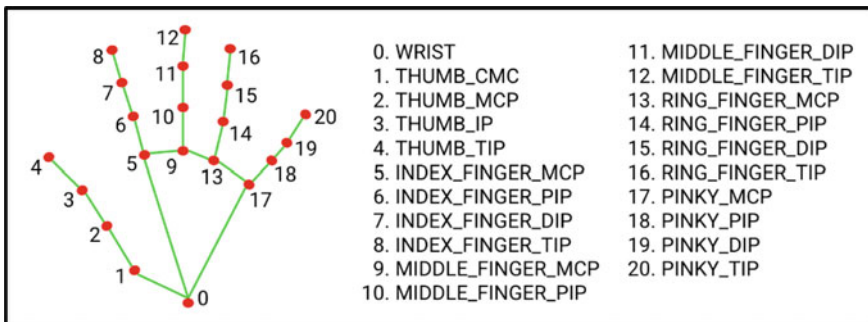 12
8
16
11
7
15
10
6
14
20
4
5
9
19
13
18
3
17
2
1
0
0. WRIST
1. THUMB_CMC
2. THUMB_MCP
3. THUMB_IP
4. THUMB_TIP
5. INDEX_FINGER_MCP
6. INDEX_FINGER_PIP
7. INDEX_FINGER_DIP
8. INDEX_FINGER_TIP
9. MIDDLE_FINGER_MCP
10. MIDDLE_FINGER_PIP
11. MIDDLE_FINGER_DIP
12. MIDDLE_FINGER_TIP
13. RING_FINGER_MCP
14. RING_FINGER_PIP
15. RING_FINGER_DIP
16. RING_FINGER_TIP
17. PINKY_MCP
18. PINKY_PIP
19. PINKY_DIP
20. PINKY_TIP